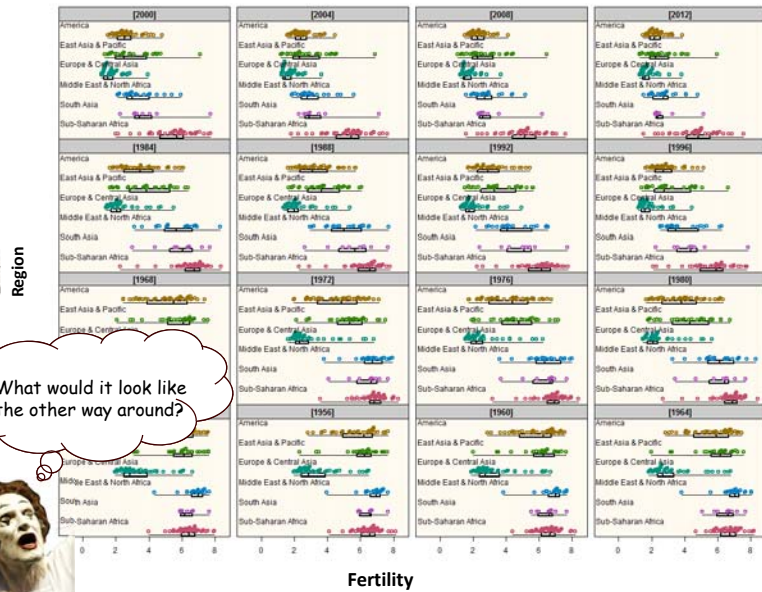 [2000] [2004] [2008] [2012]
America America America America
East Asia & Pacific East Asia & Pacific East Asia & Pacific East Asia & Pacific
Europe & Central Asia Europe & Central Asia Europe & Central Asia Europe & Central Asia
Middle East & North Africa Middle East & North Africa Middle East & North Africa Middle East & North Africa
South Asia South Asia South Asia South Asia
Sub-Saharan Africa Sub-Saharan Africa Sub-Saharan Africa Sub-Saharan Africa
[1984] [1988] [1992] [1996]
America America America America
East Asia & Pacific East Asia & Pacific East Asia & Pacific East Asia & Pacific
Europe & Central Asia Europe & Central Asia Europe & Central Asia Europe & Central Asia
Middle East & North Africa Middle East & North Africa Middle East & North Africa Middle East & North Africa
South Asia South Asia South Asia South Asia
Sub-Saharan Africa Sub-Saharan Africa Sub-Saharan Africa Sub-Saharan Africa
Region
[1968] [1972] [1976] [1980]
America America America America
East Asia & Pacific East Asia & Pacific East Asia & Pacific East Asia & Pacific
Europe & Central Asia Europe & Central Asia Europe & Central Asia Europe & Central Asia
Middle East & North Africa Middle East & North Africa Middle East & North Africa
South Asia South Asia South Asia
Sub-Saharan Africa Sub-Saharan Africa Sub-Saharan Africa
What would it look like
the other way around?
[1956] [1960] [1964]
America America America
East Asia & Pacific East Asia & Pacific East Asia & Pacific
Europe & Central Asia Europe & Central Asia Europe & Central Asia Europe & Central Asia
Middle East & North Africa Middle East & North Africa Middle East & North Africa Middle East & North Africa
South Asia South Asia South Asia South Asia
Sub-Saharan Africa Sub-Saharan Africa Sub-Saharan Africa Sub-Saharan Africa
0 2 4 6 8 0 2 4 6 8 0 2 4 6 8 0 2 4 6 8
Fertility